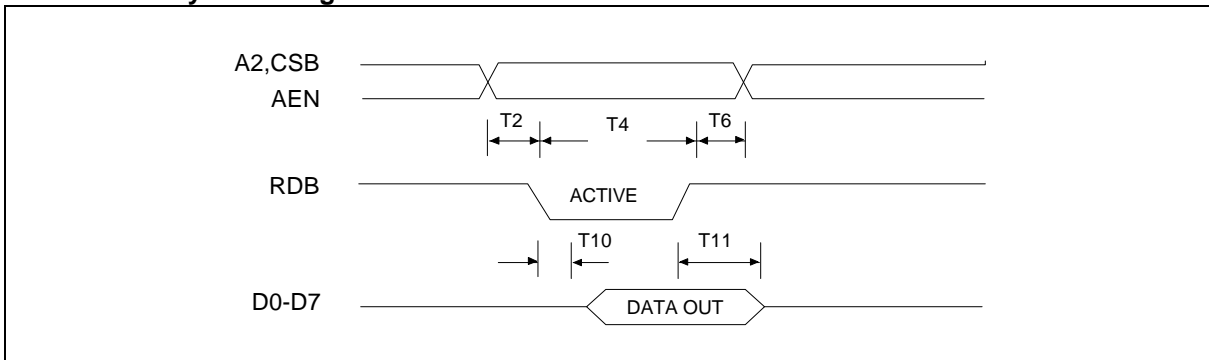 A2,CSB
AEN
T2
T4
T6
RDB
ACTIVE
T10
T11
D0-D7
DATA OUT